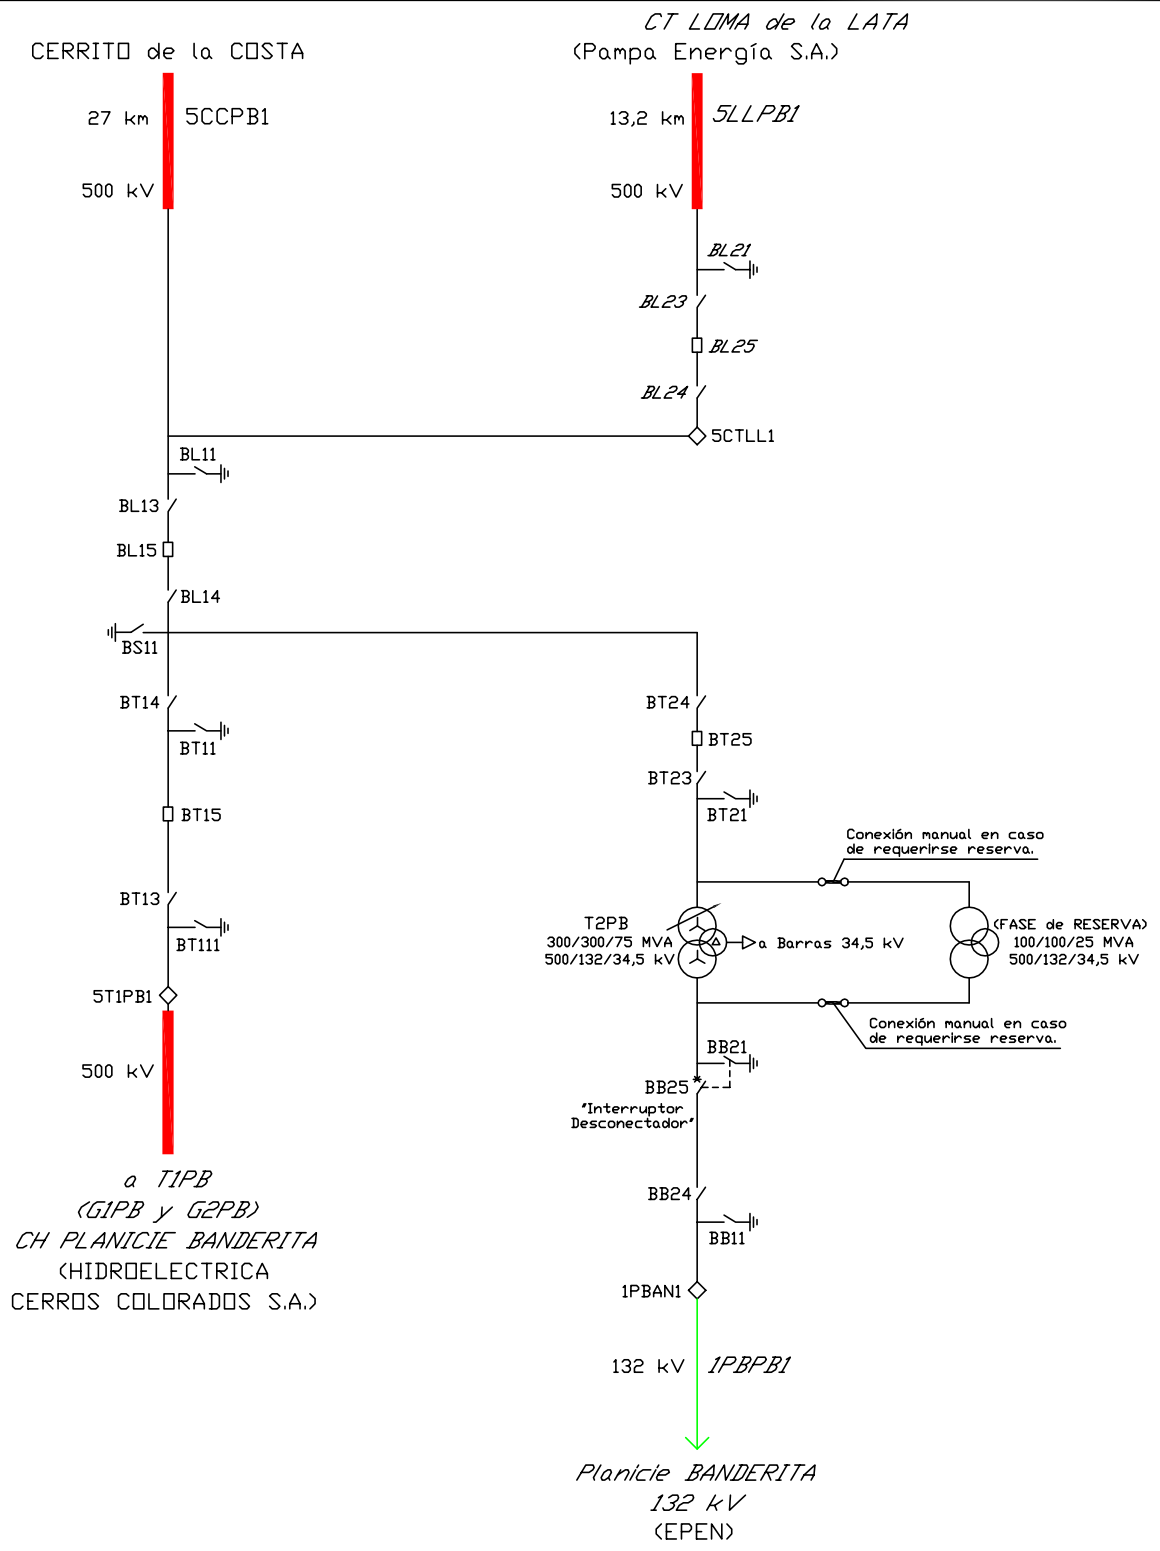 CT LOMA de la LATA
CERRITO de la COSTA
(Pampa Energía S.A.)
27 km
5CCPB1
13,2 km
5LLPB1
500 kV
500 kV
BL21
BL23
BL25
BL24
5CTLL1
BL11
BL13
BL15
BL14
BS11
BT14
BT11
BT15
BT13
BT111
5T1PB1
500 kV
a T1PB
(G1PB y G2PB)
CH PLANICIE BANDERITA
(HIDROELECTRICA
CERROS COLORADOS S.A.)
BT24
BT25
BT23
BT21
Conexión manual en caso
de requerirse reserva.
T2PB
300/300/75 MVA
500/132/34,5 kV
a Barras 34,5 kV
(FASE de RESERVA)
100/100/25 MVA
500/132/34,5 kV
Conexión manual en caso
de requerirse reserva.
BB21
BB25
"Interruptor
Desconectador"
BB24
BB11
1PBAN1
132 kV
1PBPB1
Planicie BANDERITA
132 kV
(EPEN)